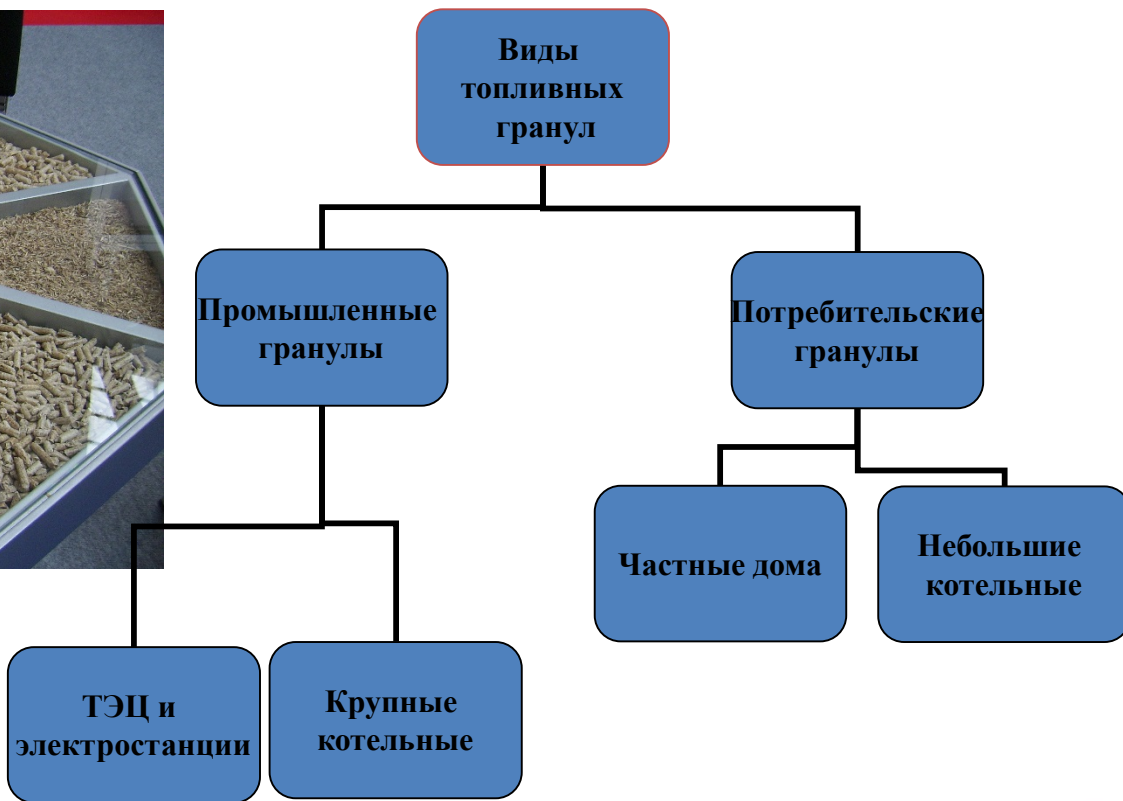 Виды
топливных
гранул
Промышленные
гранулы
Потребительские
гранулы
Частные дома
Небольшие
котельные
ТЭЦ и
электростанции
Крупные
котельные